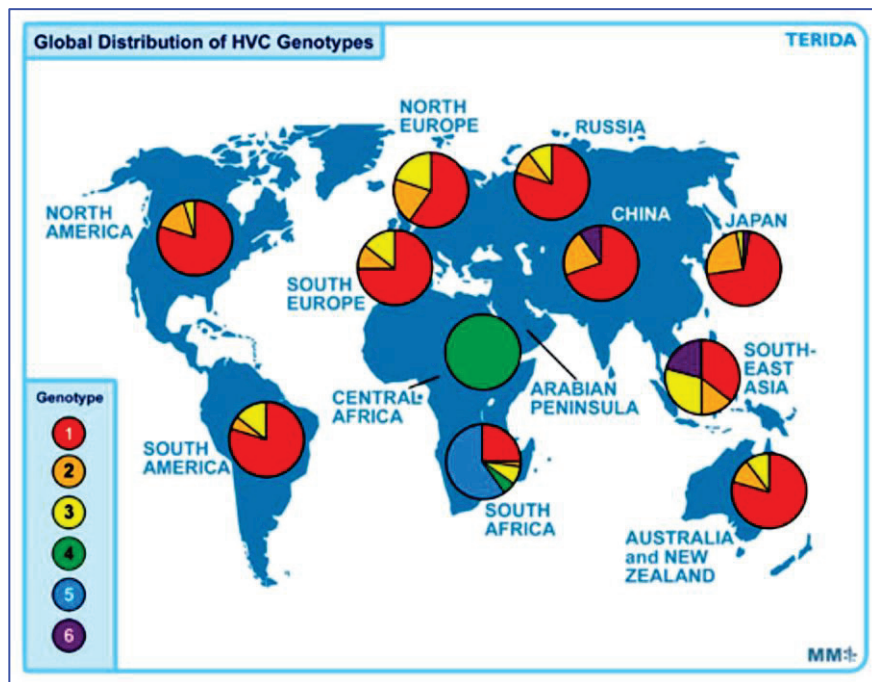 Global Distribution of HVC Genotypes
TERIDA
NORTH
EUROPE
RUSSIA
NORTH
AMERICA
CHINA
JAPAN
SOUTH
EUROPE
SOUTH-
EAST
ASIA
CENTRAL
AFRICA
ARABIAN
PENINSULA
SOUTH
AMERICA
SOUTH
AFRICA
AUSTRALIA
and NEW
ZEALAND
Genotype
1
2
3
4
5
6
MM